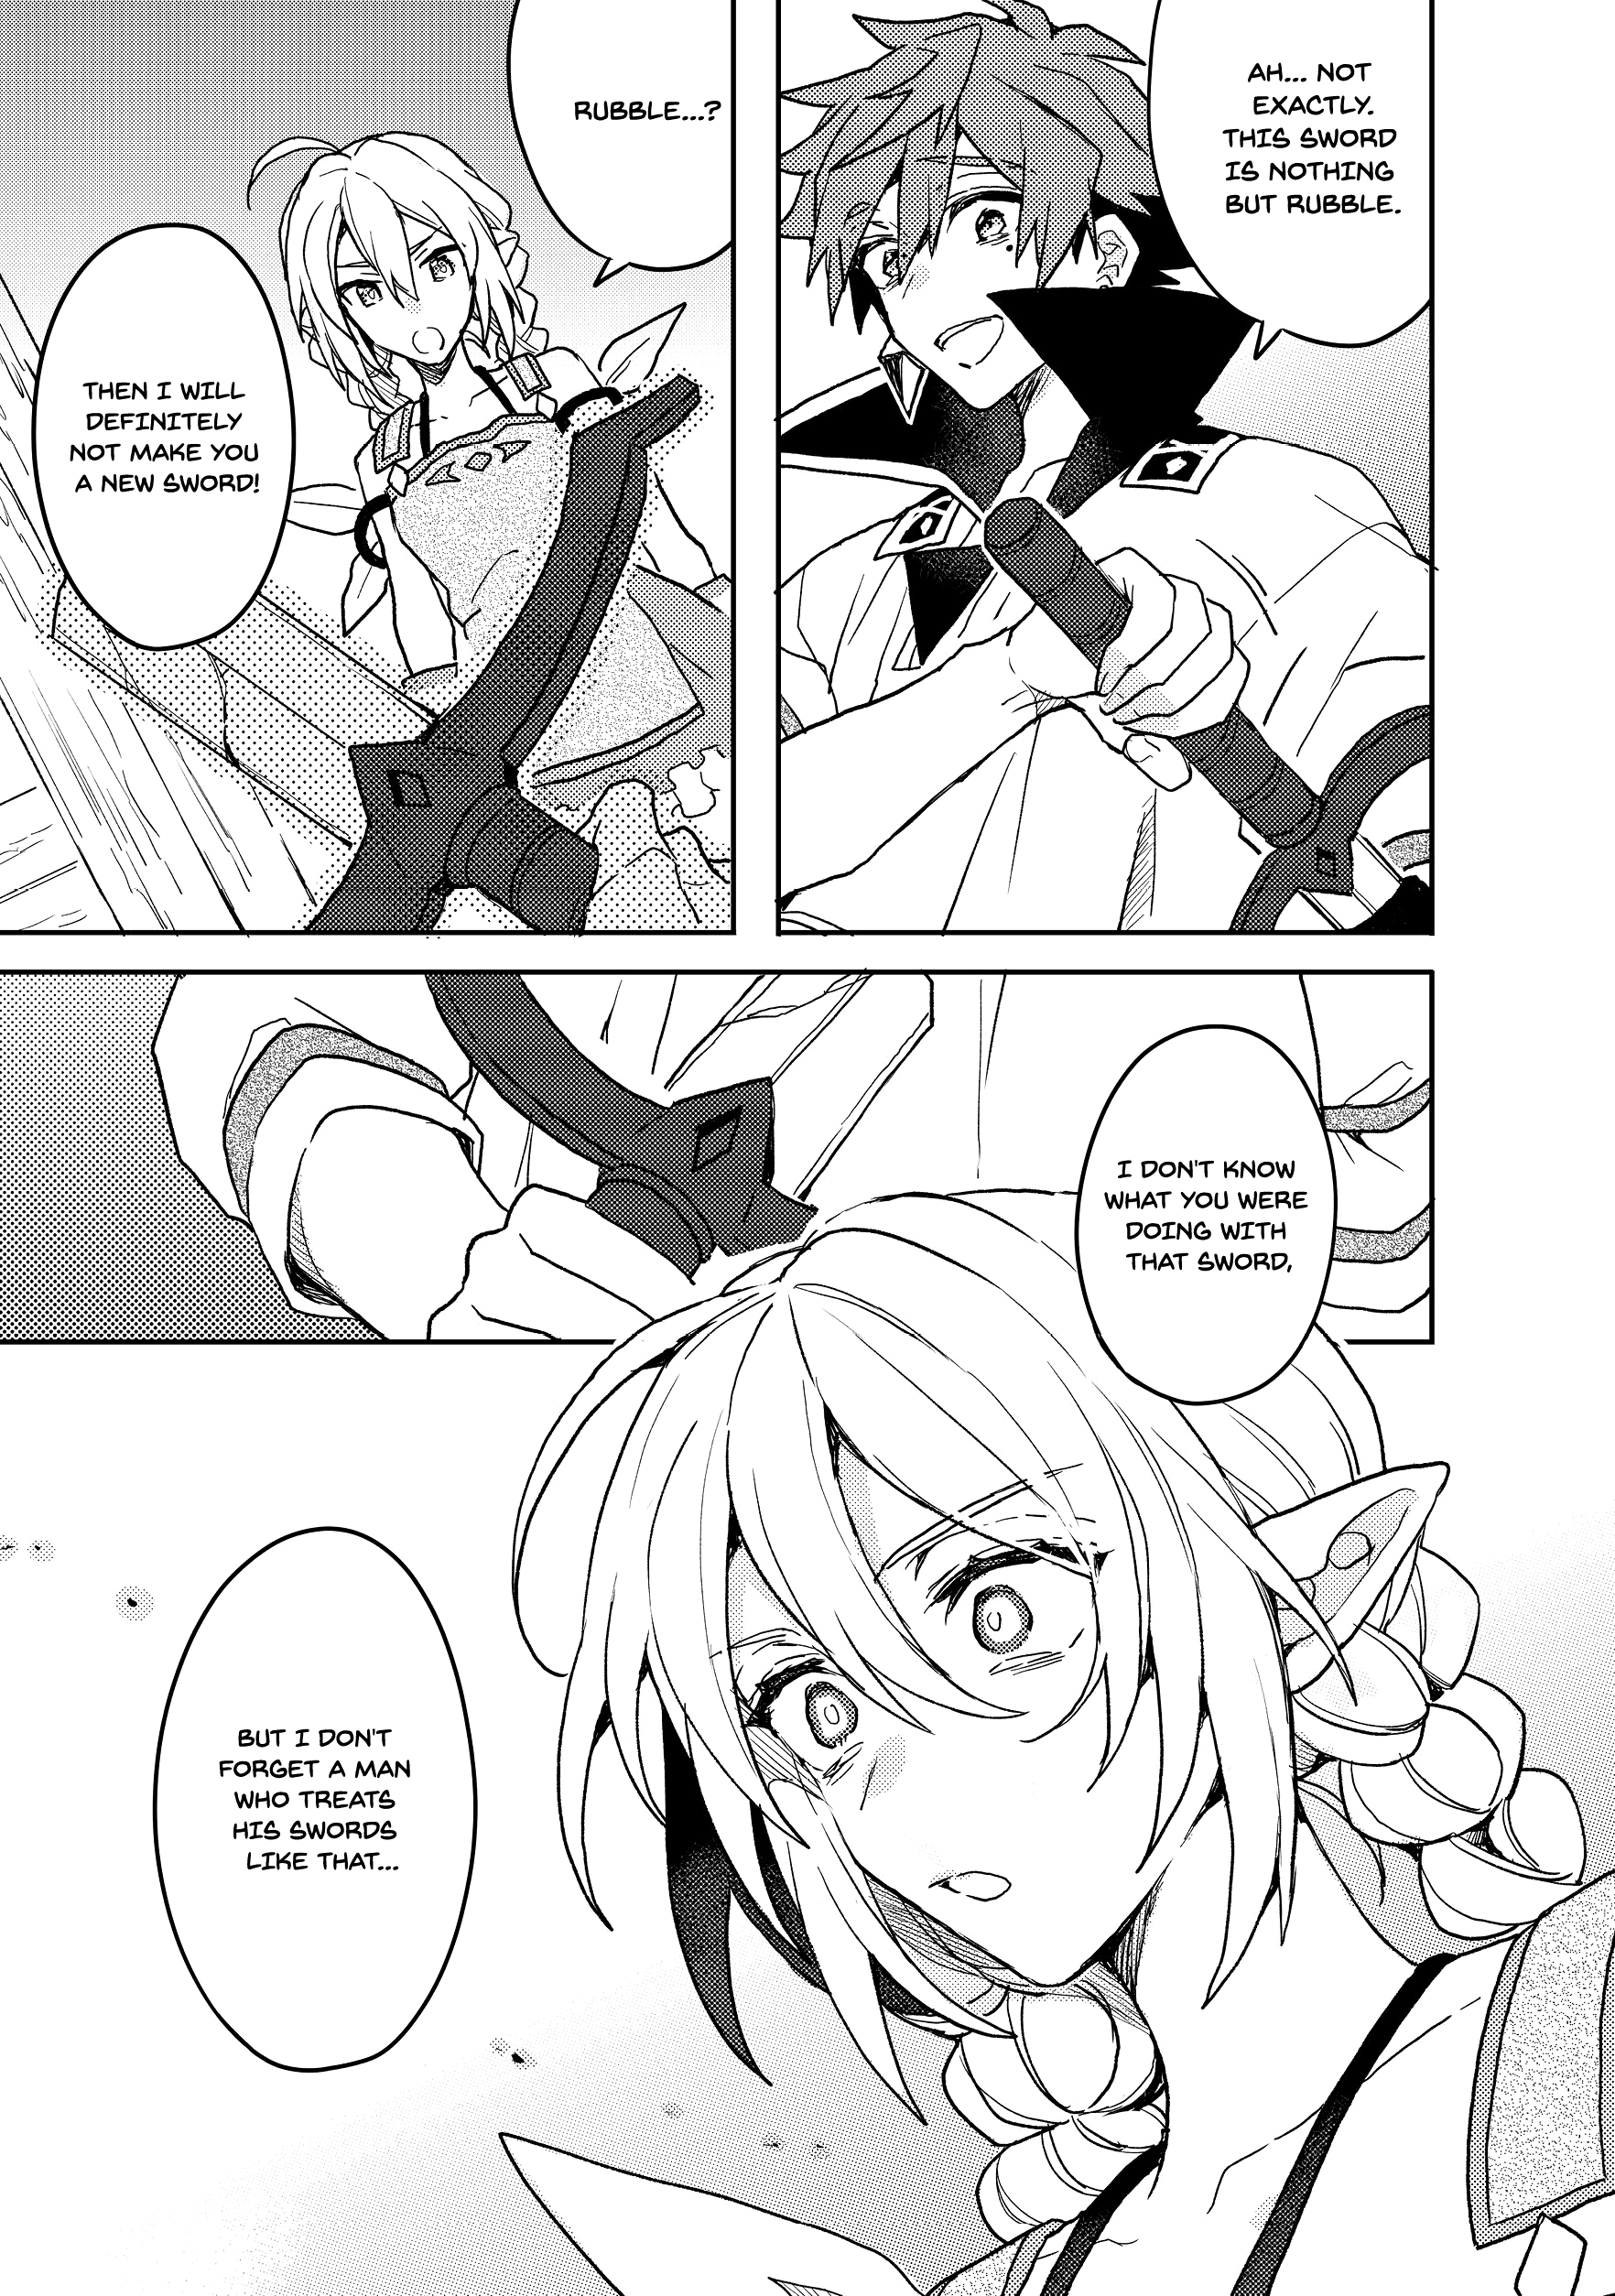 AH... NOT
EXACTLY.
THIS SWORD
IS NOTHING
BUT RUBBLE.
RUBBLE...?
THEN I WILL
DEFINITELY
NOT MAKE YOU
A NEW SWORD!
I DON'T KNOW
WHAT YOU WERE
DOING WITH
THAT SWORD,
BUT I DON'T
FORGET A MAN
WHO TREATS
HIS SWORDS
LIKE THAT...